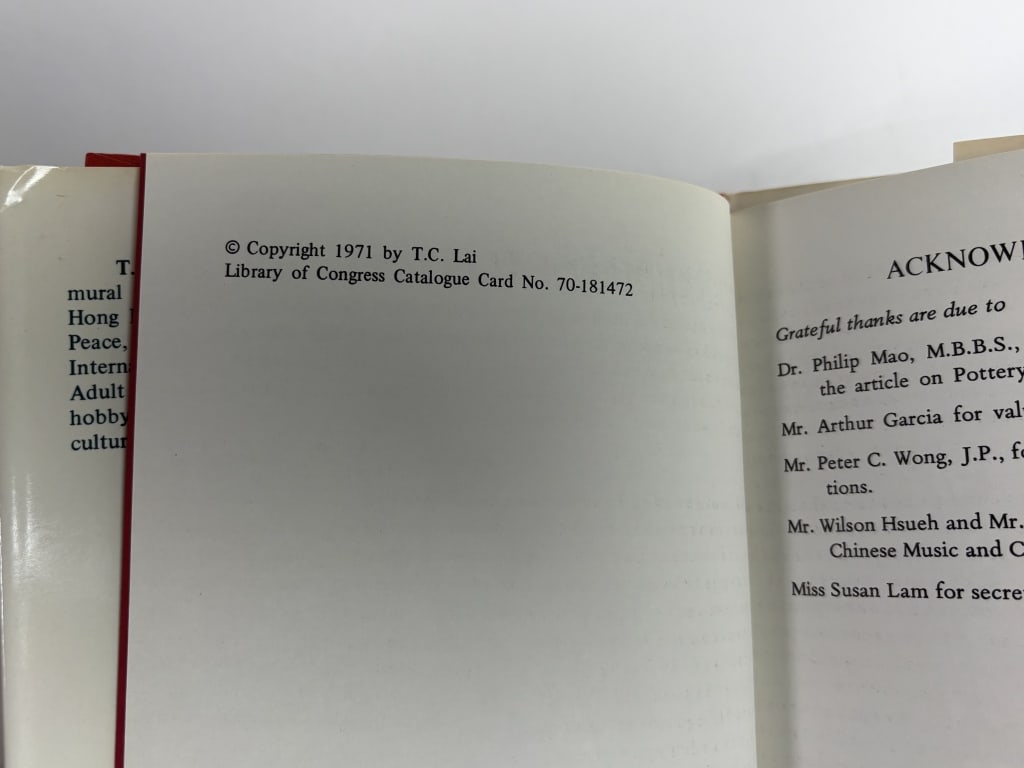 T.
mural
Hong
Peace,
Intern
Adult
hobby
cultur
© Copyright 1971 by T.C. Lai
Library of Congress Catalogue Card No. 70-181472
ACKNOW
Grateful thanks are due to
Dr. Philip Mao, M.B.B.S.,
the article on Pottery
Mr. Arthur Garcia for val
Mr. Peter C. Wong, J.P., fo
tions.
Mr. Wilson Hsueh and Mr.
Chinese Music and C
Miss Susan Lam for secre